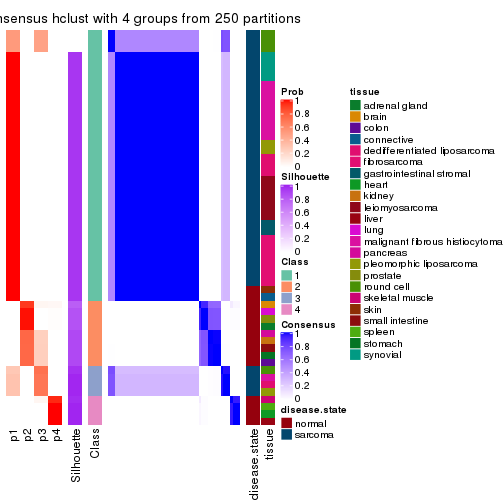 nsensus hclust with 4 groups from 250 partitions
Prob
1
0.8
0.6
0.4
0.2
0
Silhouette
1
0.8
0.6
0.4
0.2
0
Class
1
2
3
4
Consensus
1
0.8
0.6
0.4
0.2
0
disease.state
normal
sarcoma
tissue
adrenal gland
brain
colon
connective
dedifferentiated liposarcoma
fibrosarcoma
gastrointestinal stromal
heart
kidney
leiomyosarcoma
liver
lung
malignant fibrous histiocytoma
pancreas
pleomorphic liposarcoma
prostate
round cell
skeletal muscle
skin
small intestine
spleen
stomach
synovial
p1
p2
p3
p4
Silhouette
Class
disease.state
tissue